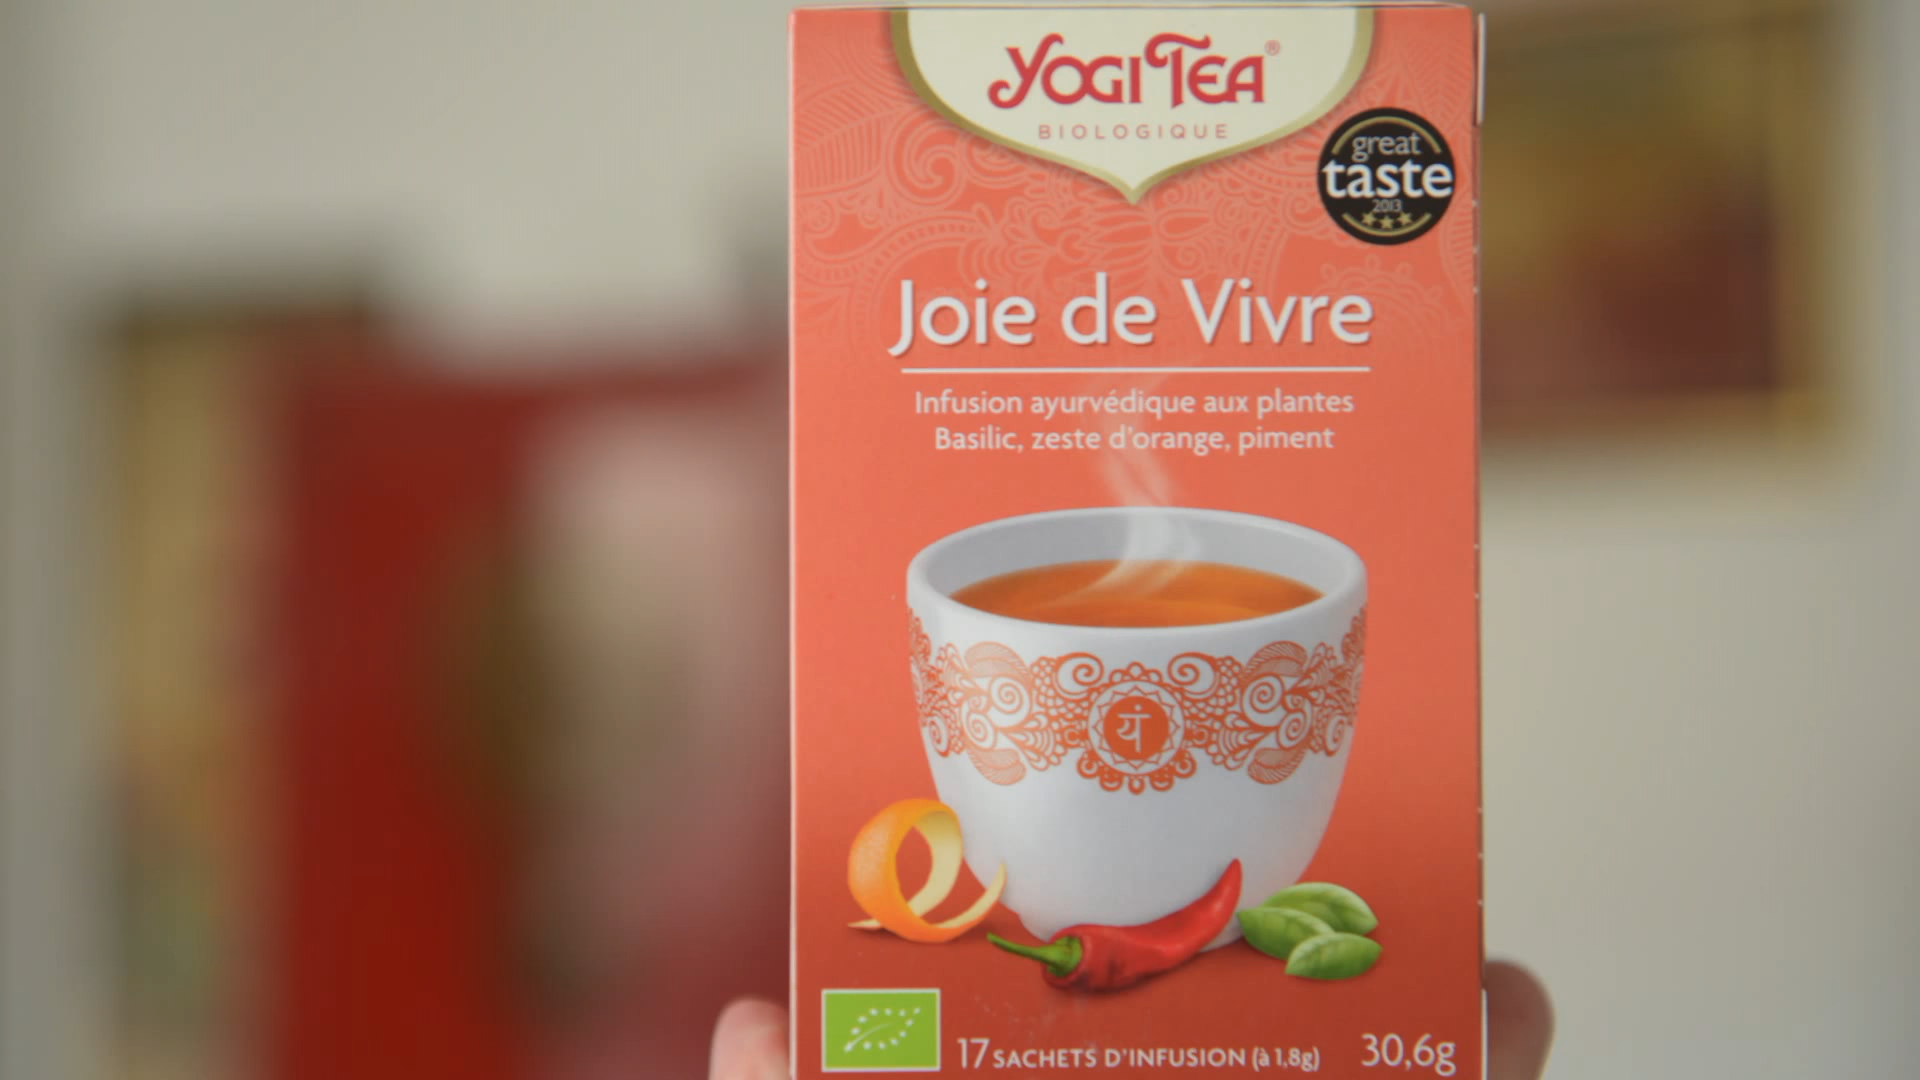 YOGI TEA®
BIOLOGIQUE
great
taste
2013
Joie de Vivre
Infusion ayurvédique aux plantes
Basilic, zeste d'orange, piment
यं
17 SACHETS D'INFUSION (à 1,8g) 30,6g